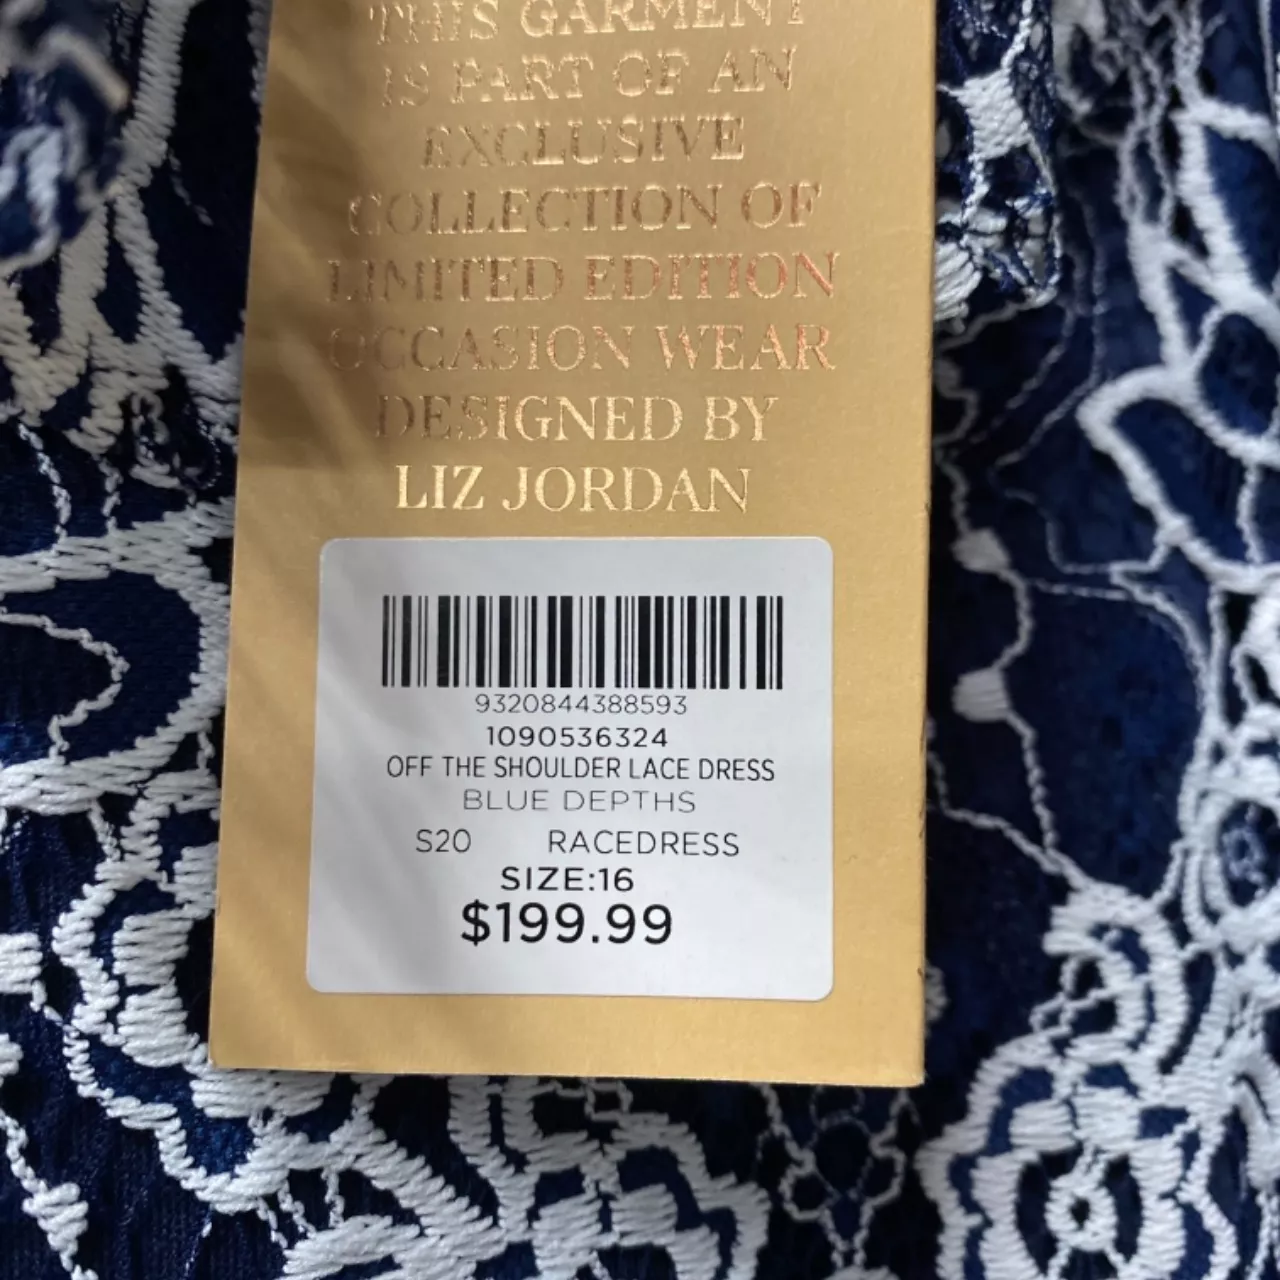 THIS GARMENT
IS PART OF AN
EXCLUSIVE
COLLECTION OF
LIMITED EDITION
OCCASION WEAR
DESIGNED BY
LIZ JORDAN
9320844388593
1090536324
OFF THE SHOULDER LACE DRESS
BLUE DEPTHS
S20 RACEDRESS
SIZE:16
$199.99